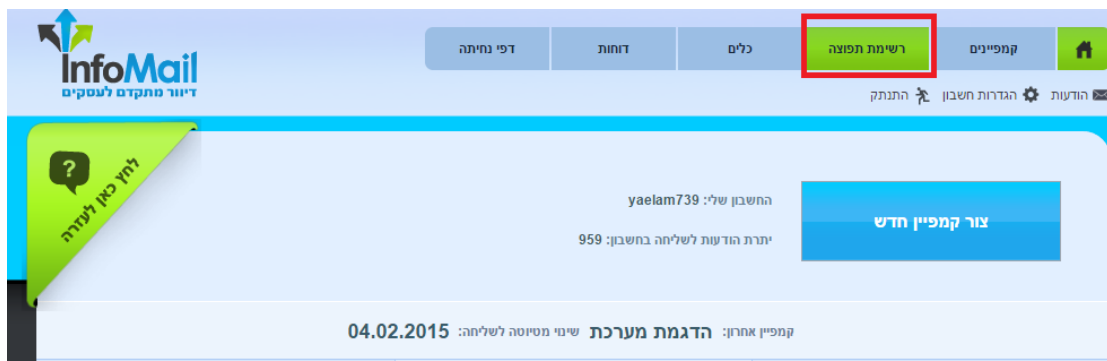 InfoMail
דיוור מתקדם לעסקים
קמפיינים
רשימת תפוצה
כלים
דוחות
דפי נחיתה
הודעות
הגדרות חשבון
התנתק
?
לחץ כאן לעזרה
צור קמפיין חדש
החשבון שלי: yaelam739
יתרת הודעות לשליחה בחשבון: 959
קמפיין אחרון: הדגמת מערכת שינוי מטיוטה לשליחה: 04.02.2015